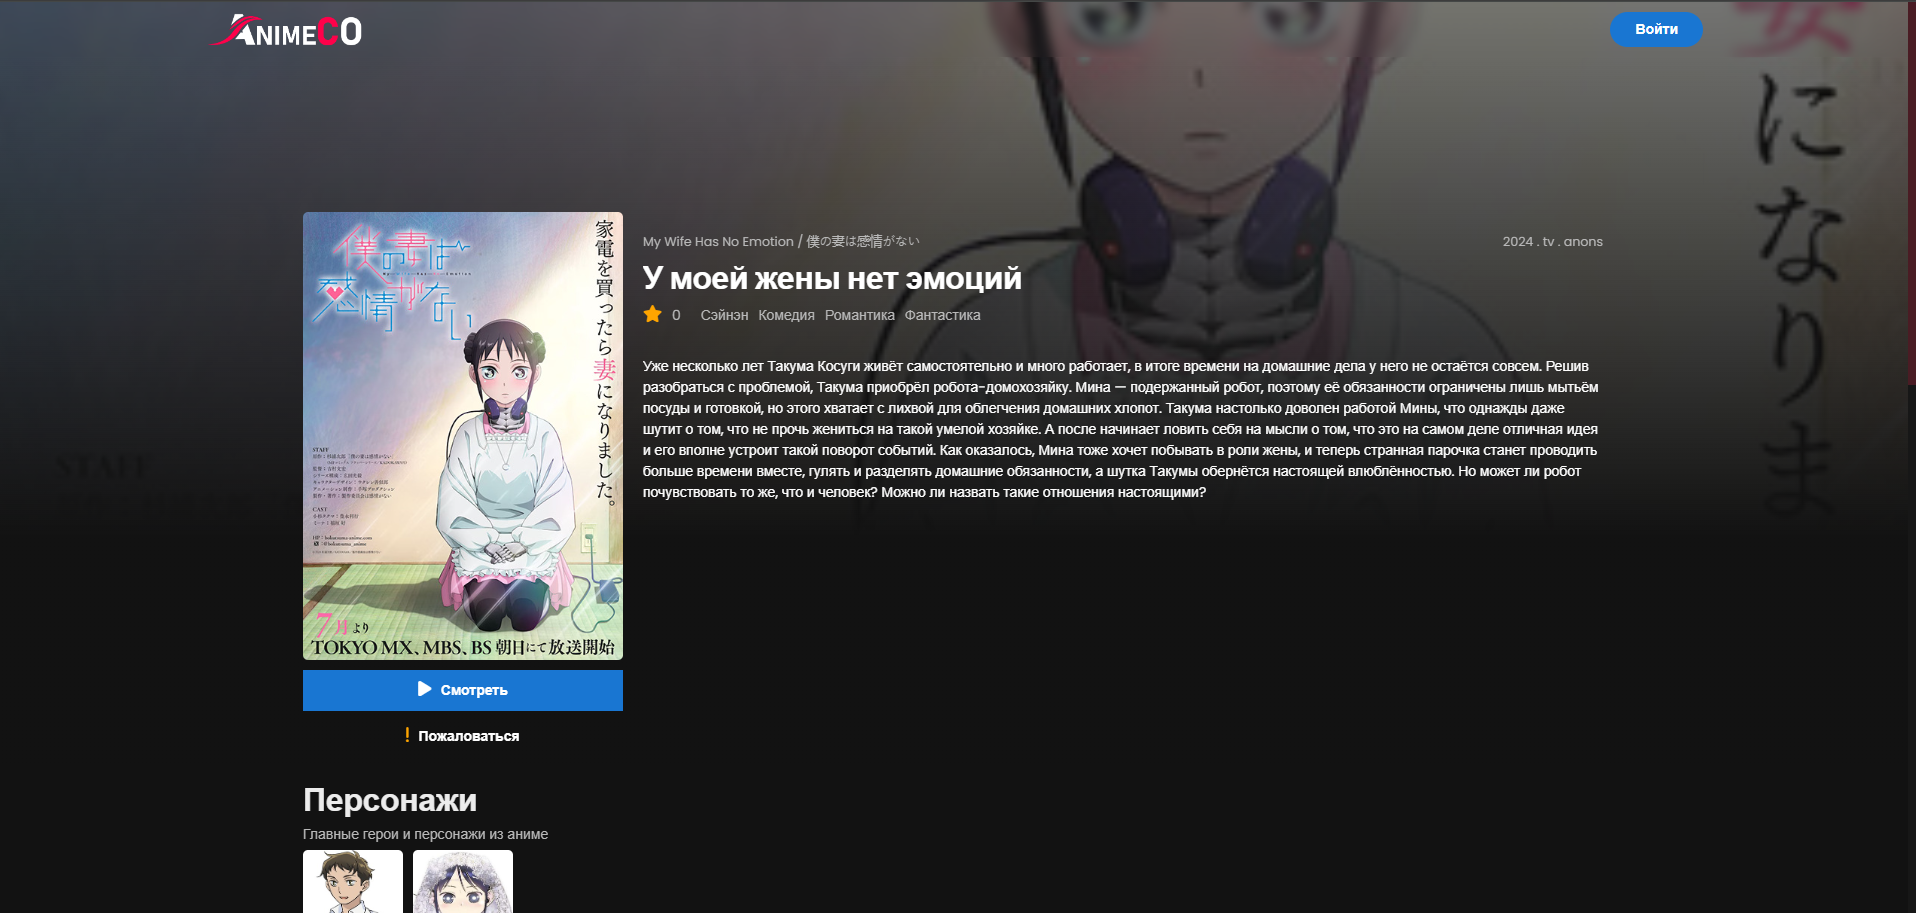 ANIMECO
Войти
My Wife Has No Emotion / 僕の妻は感情がない
2024 . tv . anons
У моей жены нет эмоций
0 Сэйнэн Комедия Романтика Фантастика
Уже несколько лет Такума Косуги живёт самостоятельно и много работает, в итоге времени на домашние дела у него не остаётся совсем. Решив
разобраться с проблемой, Такума приобрёл робота-домохозяйку. Мина — подержанный робот, поэтому её обязанности ограничены лишь мытьём
посуды и готовкой, но этого хватает с лихвой для облегчения домашних хлопот. Такума настолько доволен работой Мины, что однажды даже
шутит о том, что не прочь жениться на такой умелой хозяйке. А после начинает ловить себя на мысли о том, что это на самом деле отличная идея
и его вполне устроит такой поворот событий. Как оказалось, Мина тоже хочет побывать в роли жены, и теперь странная парочка станет проводить
больше времени вместе, гулять и разделять домашние обязанности, а шутка Такумы обернётся настоящей влюблённостью. Но может ли робот
почувствовать то же, что и человек? Можно ли назвать такие отношения настоящими?
僕の妻は
感情がない
家電を買ったら妻になりました。
STAFF
CAST
7月より
TOKYO MX、MBS、BS朝日にて放送開始
妻になりま
Смотреть
! Пожаловаться
Персонажи
Главные герои и персонажи из аниме